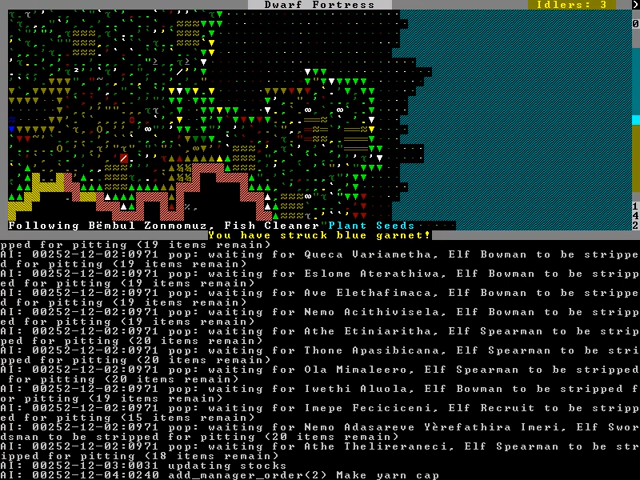 Dwarf Fortress
Idlers: 3
0
1
4
2
Following Bëmbul Zonmomuz, Fish Cleaner Plant Seeds
You have struck blue garnet!
pped for pitting (19 items remain)
AI: 00252-12-02:0971 pop: waiting for Queca Variametha, Elf Bowman to be strippe
d for pitting (19 items remain)
AI: 00252-12-02:0971 pop: waiting for Eslome Aterathiwa, Elf Bowman to be stripp
ed for pitting (19 items remain)
AI: 00252-12-02:0971 pop: waiting for Ave Elethafimaca, Elf Bowman to be strippe
d for pitting (19 items remain)
AI: 00252-12-02:0971 pop: waiting for Nemo Acithivisela, Elf Bowman to be stripp
ed for pitting (19 items remain)
AI: 00252-12-02:0971 pop: waiting for Athe Etiniaritha, Elf Spearman to be strip
ped for pitting (20 items remain)
AI: 00252-12-02:0971 pop: waiting for Thone Apasibicana, Elf Spearman to be stri
pped for pitting (20 items remain)
AI: 00252-12-02:0971 pop: waiting for Ola Mimaleero, Elf Spearman to be stripped
 for pitting (20 items remain)
AI: 00252-12-02:0971 pop: waiting for Iwethi Aluola, Elf Bowman to be stripped f
or pitting (19 items remain)
AI: 00252-12-02:0971 pop: waiting for Imepe Feciciceni, Elf Recruit to be stripp
ed for pitting (15 items remain)
AI: 00252-12-02:0971 pop: waiting for Nemo Adasareve Yèrefathira Imeri, Elf Swor
dsman to be stripped for pitting (20 items remain)
AI: 00252-12-02:0971 pop: waiting for Athe Thelireraneci, Elf Spearman to be str
ipped for pitting (18 items remain)
AI: 00252-12-03:0031 updating stocks
AI: 00252-12-04:0240 add_manager_order(2) Make yarn cap